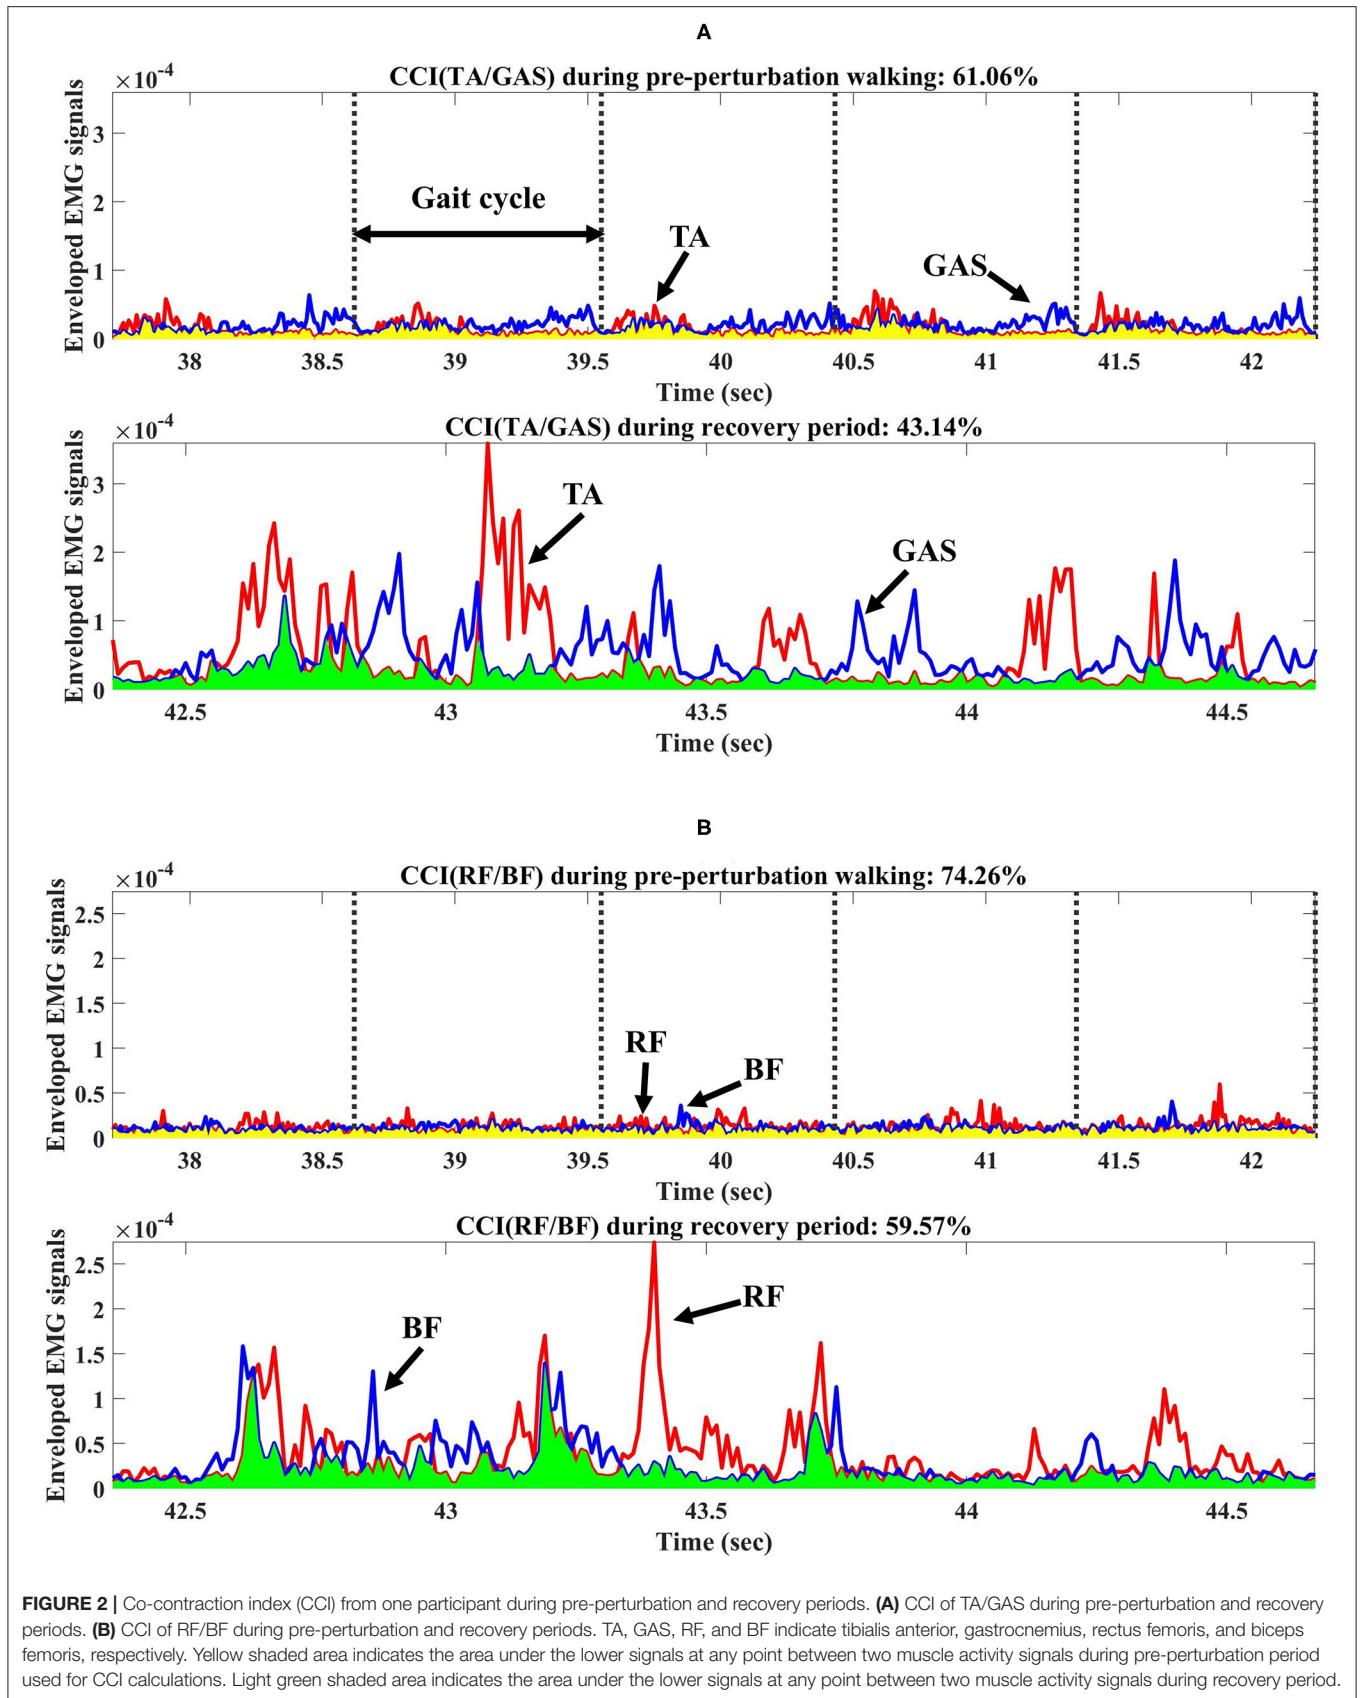 A
×10⁻⁴
CCI(TA/GAS) during pre-perturbation walking: 61.06%
Enveloped EMG signals
3
2
1
0
Gait cycle
TA
GAS
38 38.5 39 39.5 40 40.5 41 41.5 42
Time (sec)
×10⁻⁴
CCI(TA/GAS) during recovery period: 43.14%
Enveloped EMG signals
3
2
1
0
TA
GAS
42.5 43 43.5 44 44.5
Time (sec)
B
×10⁻⁴
CCI(RF/BF) during pre-perturbation walking: 74.26%
Enveloped EMG signals
2.5
2
1.5
1
0.5
0
RF
BF
38 38.5 39 39.5 40 40.5 41 41.5 42
Time (sec)
×10⁻⁴
CCI(RF/BF) during recovery period: 59.57%
Enveloped EMG signals
2.5
2
1.5
1
0.5
0
BF
RF
42.5 43 43.5 44 44.5
Time (sec)
FIGURE 2 | Co-contraction index (CCI) from one participant during pre-perturbation and recovery periods. (A) CCI of TA/GAS during pre-perturbation and recovery
periods. (B) CCI of RF/BF during pre-perturbation and recovery periods. TA, GAS, RF, and BF indicate tibialis anterior, gastrocnemius, rectus femoris, and biceps
femoris, respectively. Yellow shaded area indicates the area under the lower signals at any point between two muscle activity signals during pre-perturbation period
used for CCI calculations. Light green shaded area indicates the area under the lower signals at any point between two muscle activity signals during recovery period.